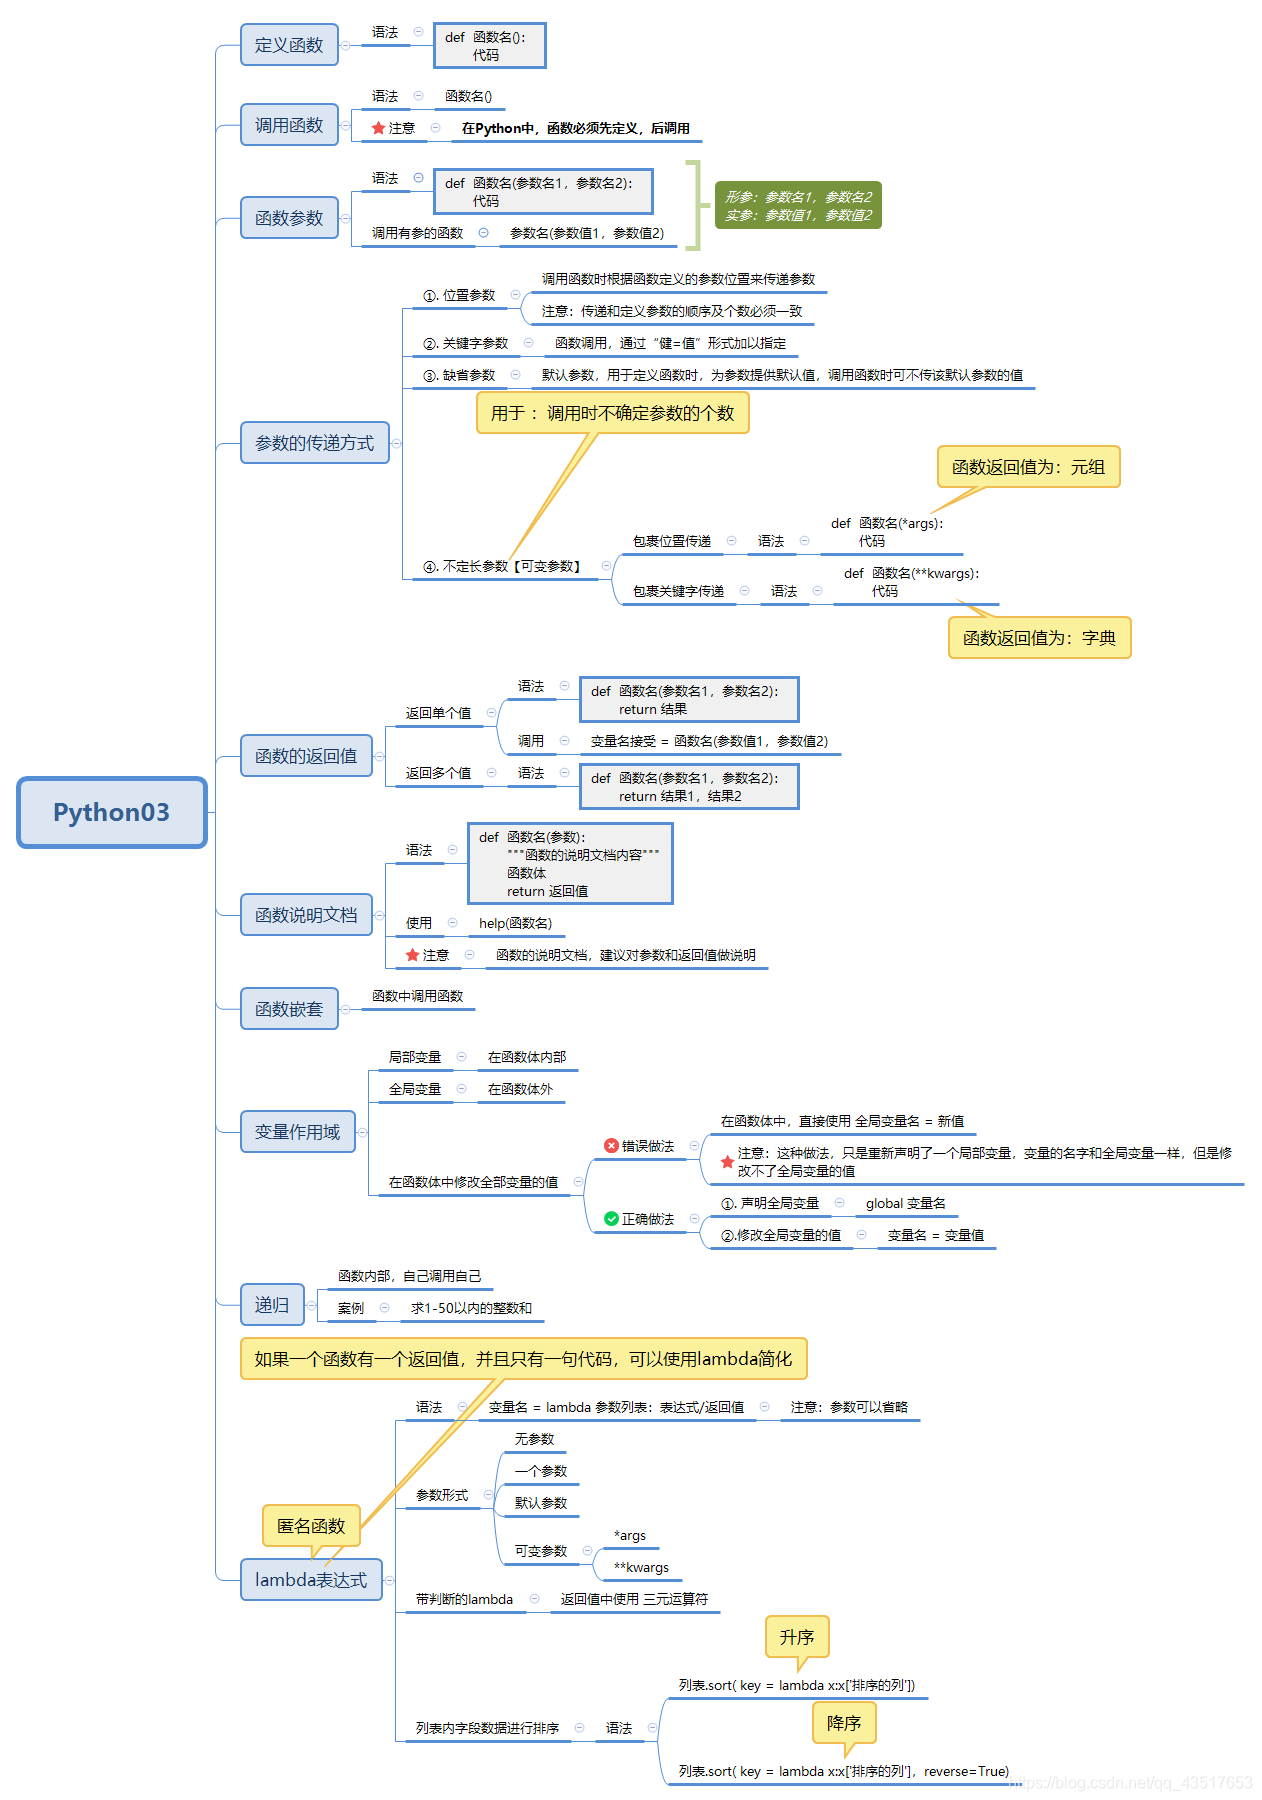 Python03
定义函数
语法
def  函数名():
代码
调用函数
语法
函数名()
注意
在Python中，函数必须先定义，后调用
函数参数
语法
def  函数名(参数名1，参数名2):
代码
调用有参的函数
参数名(参数值1，参数值2)
形参：参数名1，参数名2
实参：参数值1，参数值2
参数的传递方式
①. 位置参数
调用函数时根据函数定义的参数位置来传递参数
注意：传递和定义参数的顺序及个数必须一致
②. 关键字参数
函数调用，通过“健=值”形式加以指定
③. 缺省参数
默认参数，用于定义函数时，为参数提供默认值，调用函数时可不传该默认参数的值
用于： 调用时不确定参数的个数
④. 不定长参数【可变参数】
包裹位置传递
语法
def  函数名(*args):
代码
函数返回值为：元组
包裹关键字传递
语法
def  函数名(**kwargs):
代码
函数返回值为：字典
函数的返回值
返回单个值
语法
def  函数名(参数名1，参数名2):
return 结果
调用
变量名接受 = 函数名(参数值1，参数值2)
返回多个值
语法
def  函数名(参数名1，参数名2):
return 结果1，结果2
函数说明文档
语法
def  函数名(参数):
"""函数的说明文档内容"""
函数体
return 返回值
使用
help(函数名)
注意
函数的说明文档，建议对参数和返回值做说明
函数嵌套
函数中调用函数
变量作用域
局部变量
在函数体内部
全局变量
在函数体外
在函数体中修改全部变量的值
错误做法
在函数体中，直接使用 全局变量名 = 新值
注意：这种做法，只是重新声明了一个局部变量，变量的名字和全局变量一样，但是修
改不了全局变量的值
正确做法
①. 声明全局变量
global 变量名
②.修改全局变量的值
变量名 = 变量值
递归
函数内部，自己调用自己
案例
求1-50以内的整数和
如果一个函数有一个返回值，并且只有一句代码，可以使用lambda简化
匿名函数
lambda表达式
语法
变量名 = lambda 参数列表：表达式/返回值
注意：参数可以省略
参数形式
无参数
一个参数
默认参数
可变参数
*args
**kwargs
带判断的lambda
返回值中使用 三元运算符
列表内字段数据进行排序
语法
升序
列表.sort( key = lambda x:x['排序的列'])
降序
列表.sort( key = lambda x:x['排序的列']，reverse=True)
https://blog.csdn.net/qq_43517653